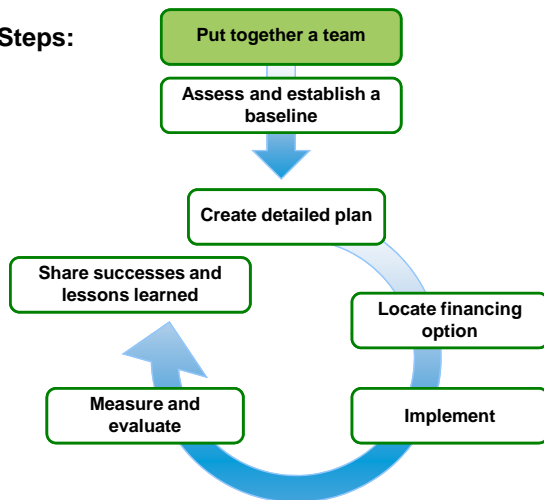 Steps:
Put together a team
Assess and establish a
baseline
Create detailed plan
Share successes and
lessons learned
Locate financing
option
Measure and
evaluate
Implement